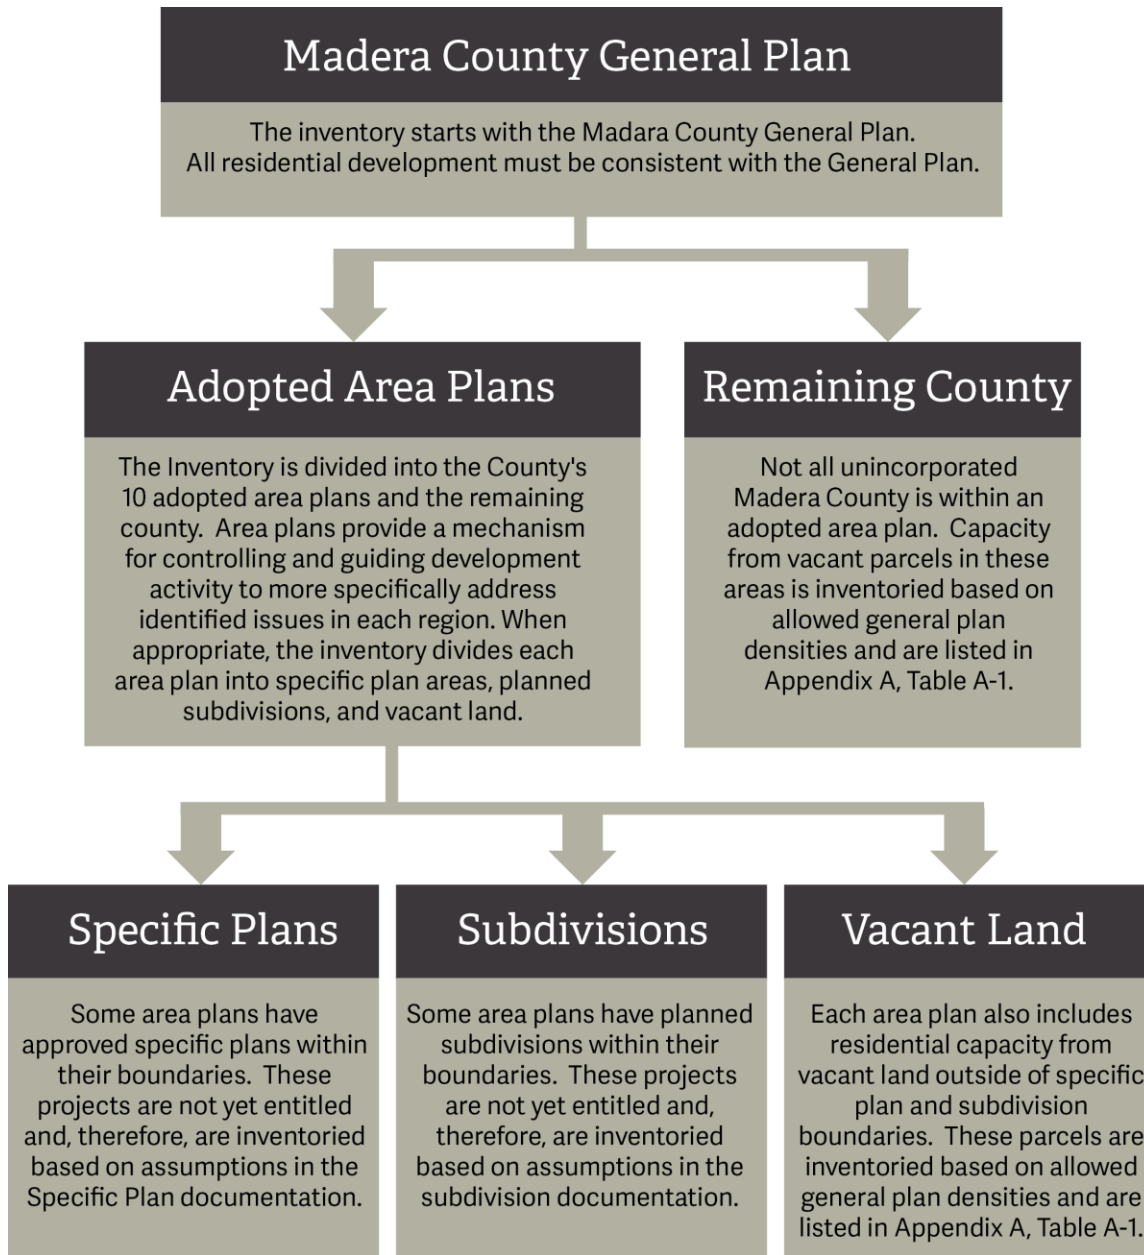 Madera County General Plan
The inventory starts with the Madara County General Plan.
All residential development must be consistent with the General Plan.
Adopted Area Plans
The Inventory is divided into the County's
10 adopted area plans and the remaining
county.  Area plans provide a mechanism
for controlling and guiding development
activity to more specifically address
identified issues in each region. When
appropriate, the inventory divides each
area plan into specific plan areas, planned
subdivisions, and vacant land.
Remaining County
Not all unincorporated
Madera County is within an
adopted area plan.  Capacity
from vacant parcels in these
areas is inventoried based on
allowed general plan
densities and are listed in
Appendix A, Table A-1.
Specific Plans
Some area plans have
approved specific plans within
their boundaries.  These
projects are not yet entitled
and, therefore, are inventoried
based on assumptions in the
Specific Plan documentation.
Subdivisions
Some area plans have planned
subdivisions within their
boundaries.  These projects
are not yet entitled and,
therefore, are inventoried
based on assumptions in the
subdivision documentation.
Vacant Land
Each area plan also includes
residential capacity from
vacant land outside of specific
plan and subdivision
boundaries.  These parcels are
inventoried based on allowed
general plan densities and are
listed in Appendix A, Table A-1.